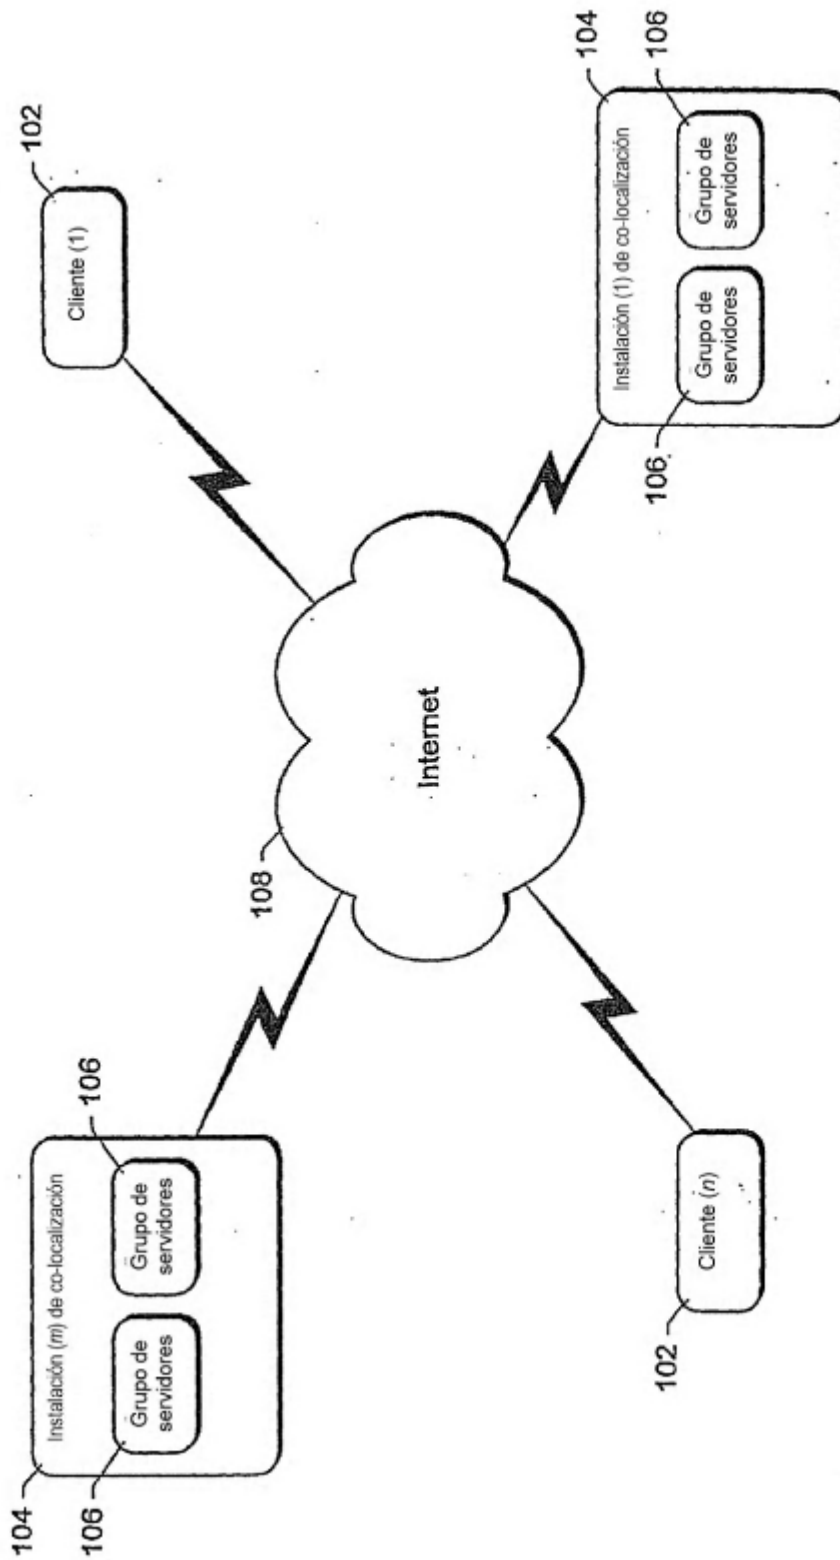 104
Instalación (m) de co-localización
106
106
Grupo de
servidores
Grupo de
servidores
102
Cliente (1)
108
Internet
102
Cliente (n)
104
Instalación (1) de co-localización
106
106
Grupo de
servidores
Grupo de
servidores